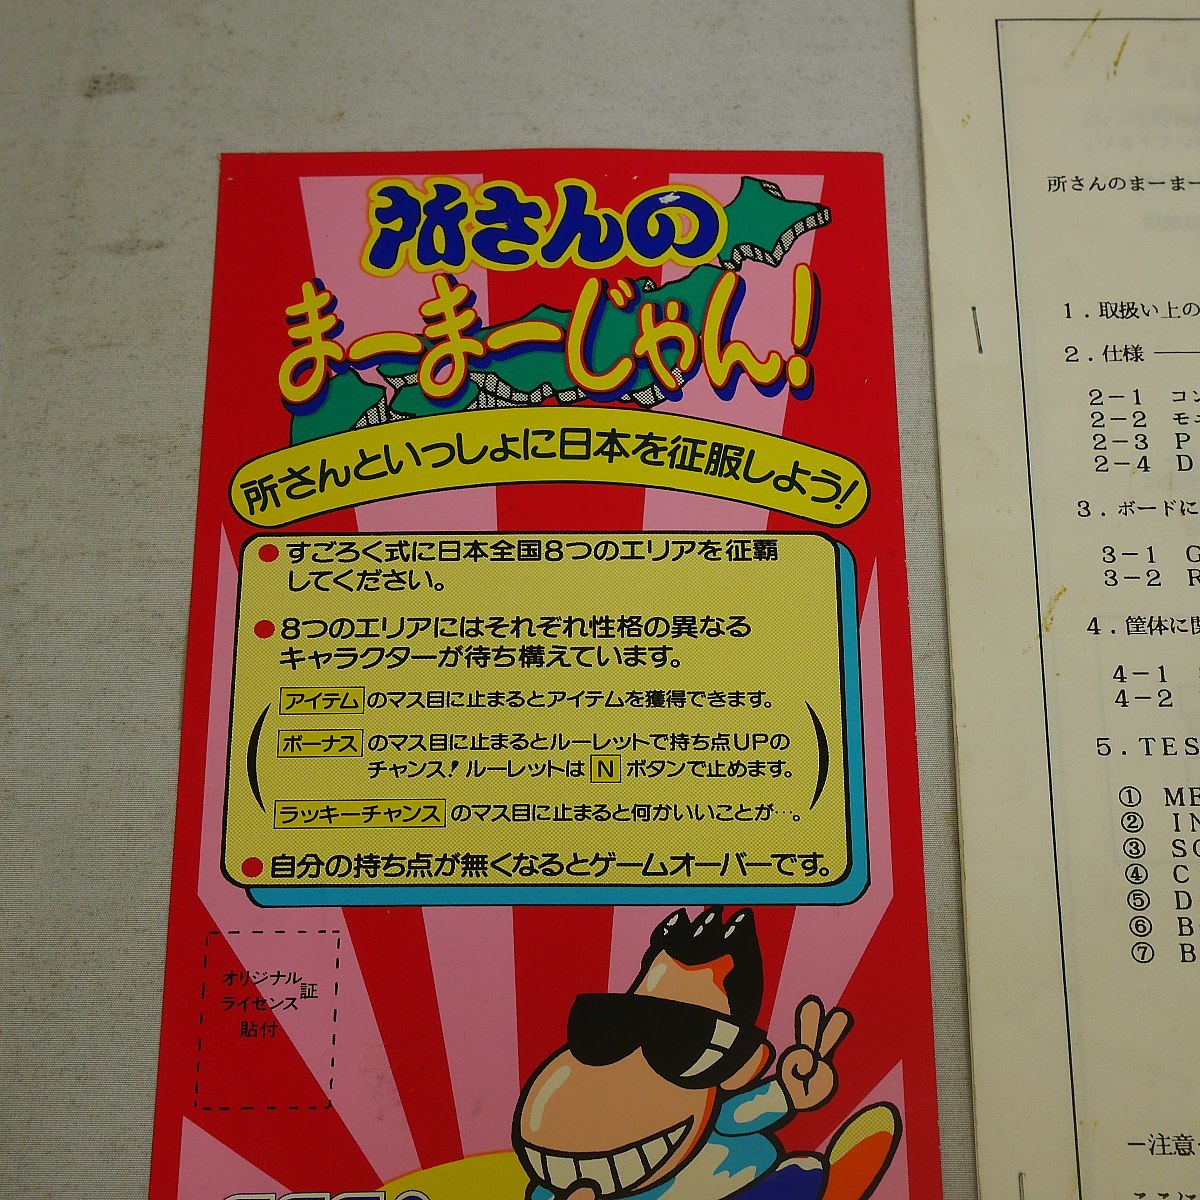 所さんの
まーまーじゃん!
所さんといっしょに日本を征服しよう!
●すごろく式に日本全国8つのエリアを征覇
してください。
●8つのエリアにはそれぞれ性格の異なる
キャラクターが待ち構えています。
アイテムのマス目に止まるとアイテムを獲得できます。
ボーナスのマス目に止まるとルーレットで持ち点UPの
チャンス!ルーレットはNボタンで止めます。
ラッキーチャンスのマス目に止まると何かいいことが…。
●自分の持ち点が無くなるとゲームオーバーです。
オリジナル
ライセンス証
貼付
所さんのまーまー
1.取扱い上の
2.仕様
2-1 コン
2-2 モニ
2-3 P
2-4 D
3.ボードに
3-1 G
3-2 R
4.筐体に関
4-1
4-2
5.TES
① ME
② IN
③ SO
④ C
⑤ D
⑥ B
⑦ B
－注意
ここに